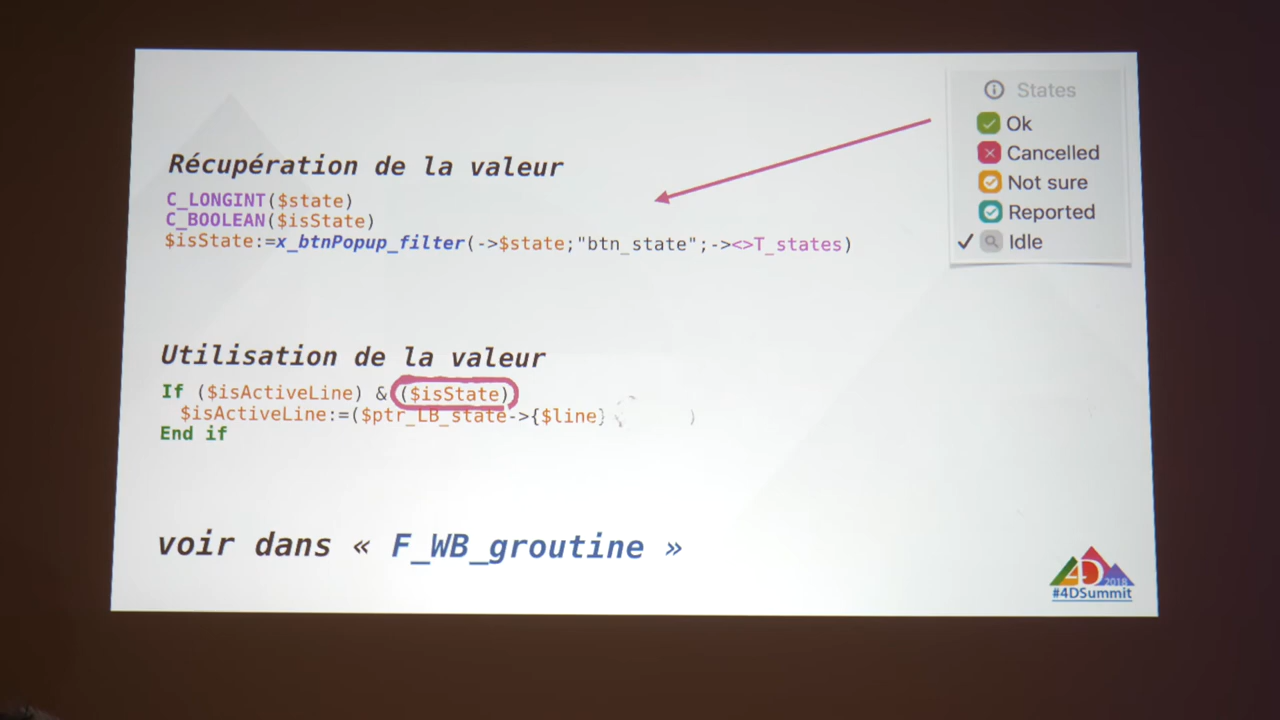 States
Ok
Cancelled
Not sure
Reported
Idle
Récupération de la valeur
C_LONGINT($state)
C_BOOLEAN($isState)
$isState:=x_btnPopup_filter(->$state;"btn_state";-><>T_states)
Utilisation de la valeur
If ($isActiveLine) & ($isState)
$isActiveLine:=($ptr_LB_state->{$line} )
End if
voir dans « F_WB_groutine »
4D 2018
#4DSummit